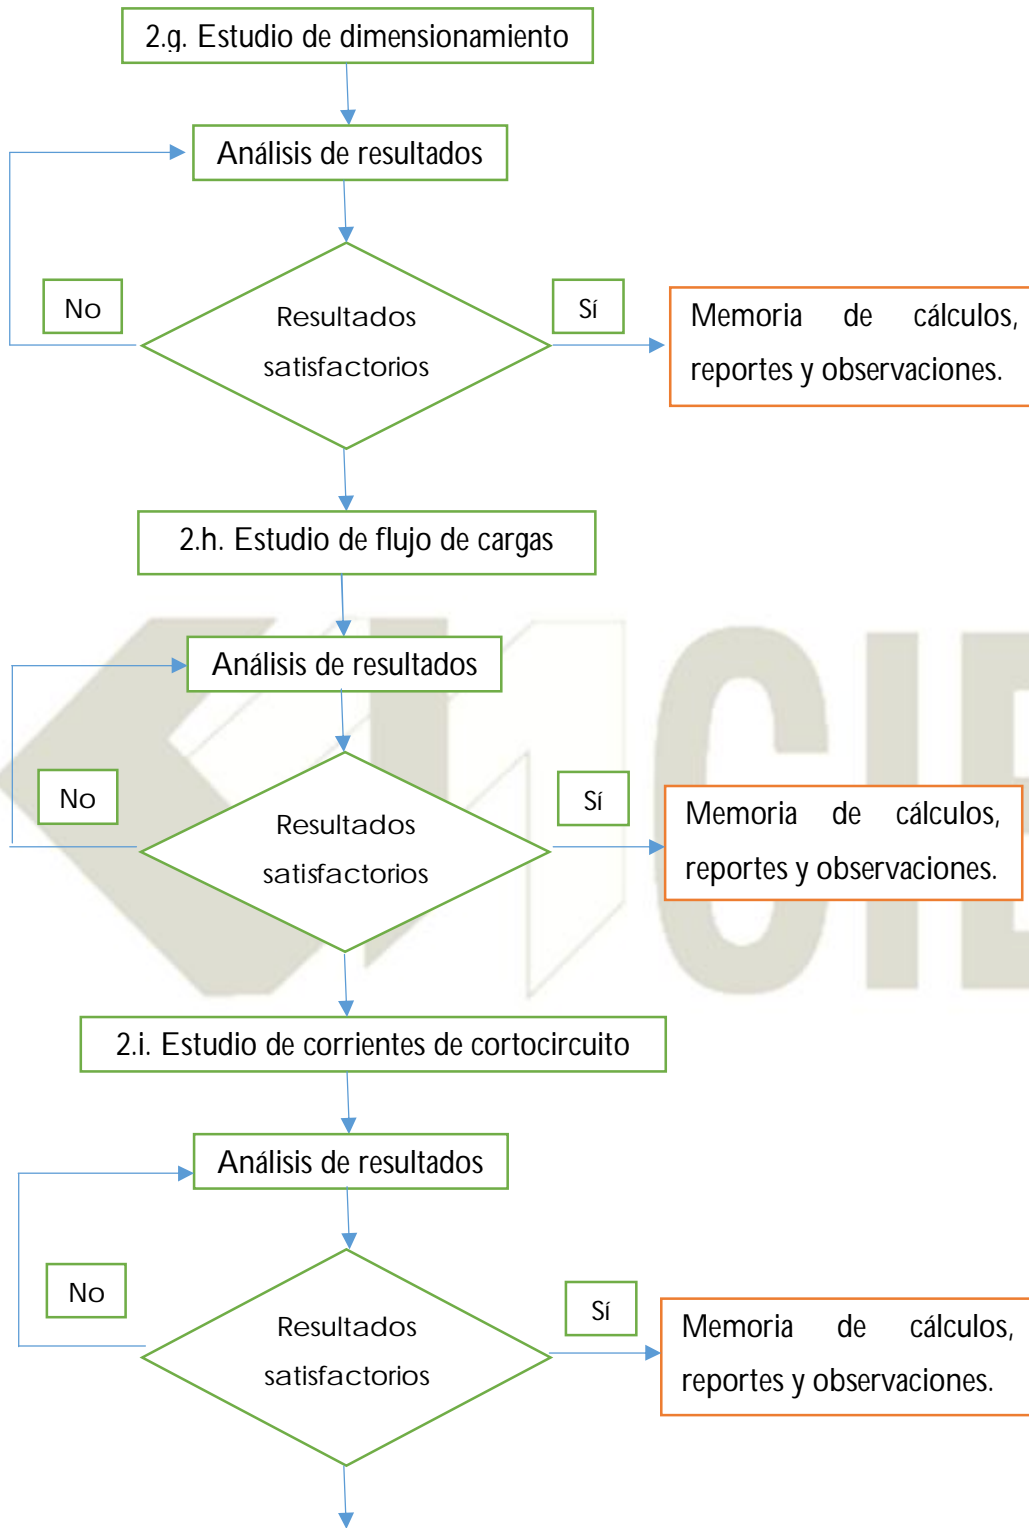 2.g. Estudio de dimensionamiento
Análisis de resultados
No
Resultados
satisfactorios
Sí
Memoria de cálculos,
reportes y observaciones.
2.h. Estudio de flujo de cargas
Análisis de resultados
No
Resultados
satisfactorios
Sí
Memoria de cálculos,
reportes y observaciones.
2.i. Estudio de corrientes de cortocircuito
Análisis de resultados
No
Resultados
satisfactorios
Sí
Memoria de cálculos,
reportes y observaciones.